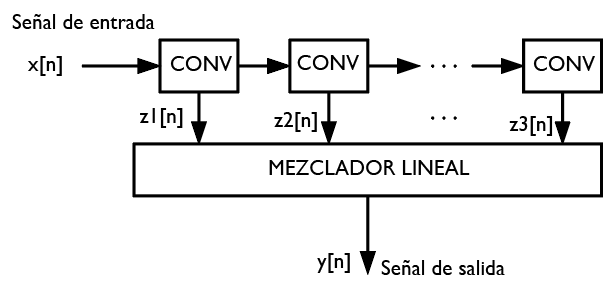 Señal de entrada
x[n]
CONV
CONV
· · ·
CONV
z1[n]
z2[n]
· · ·
z3[n]
MEZCLADOR LINEAL
y[n]
Señal de salida